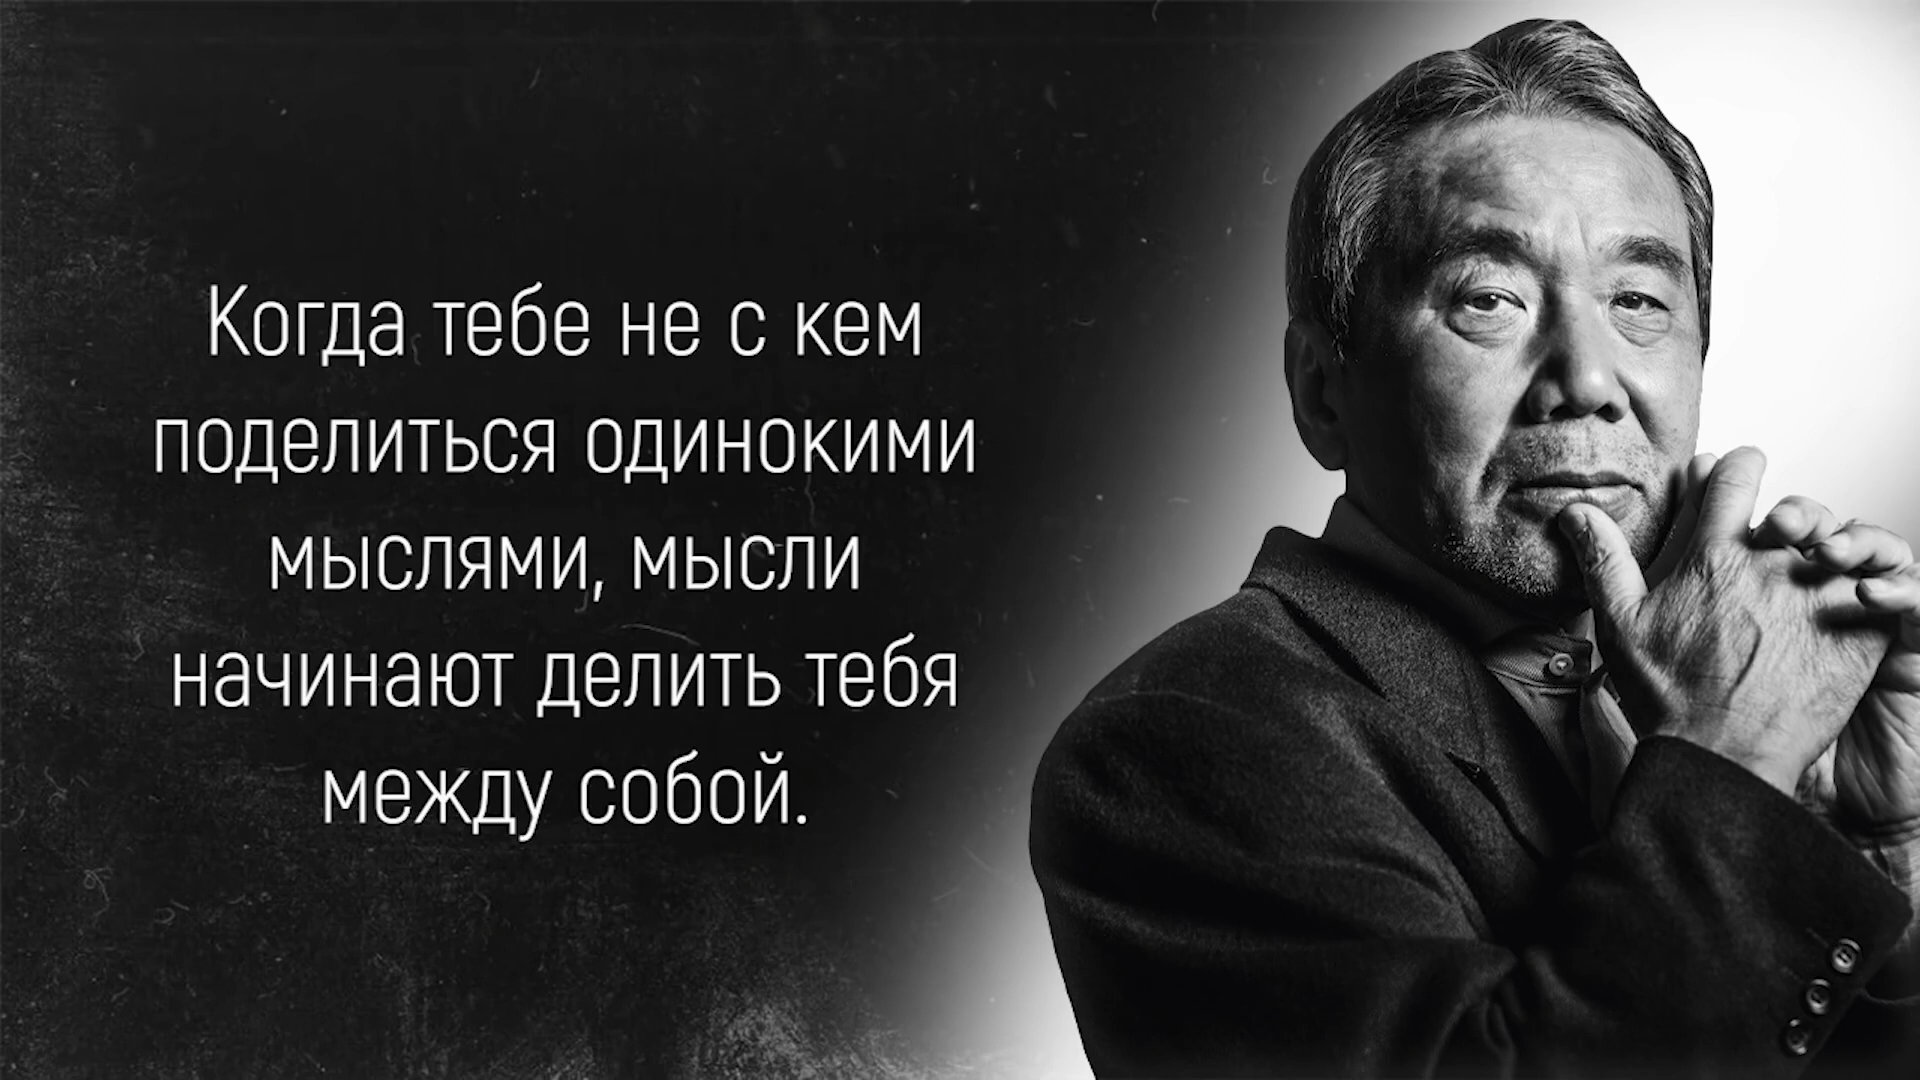 Когда тебе не с кем
поделиться одинокими
мыслями, мысли
начинают делить тебя
между собой.